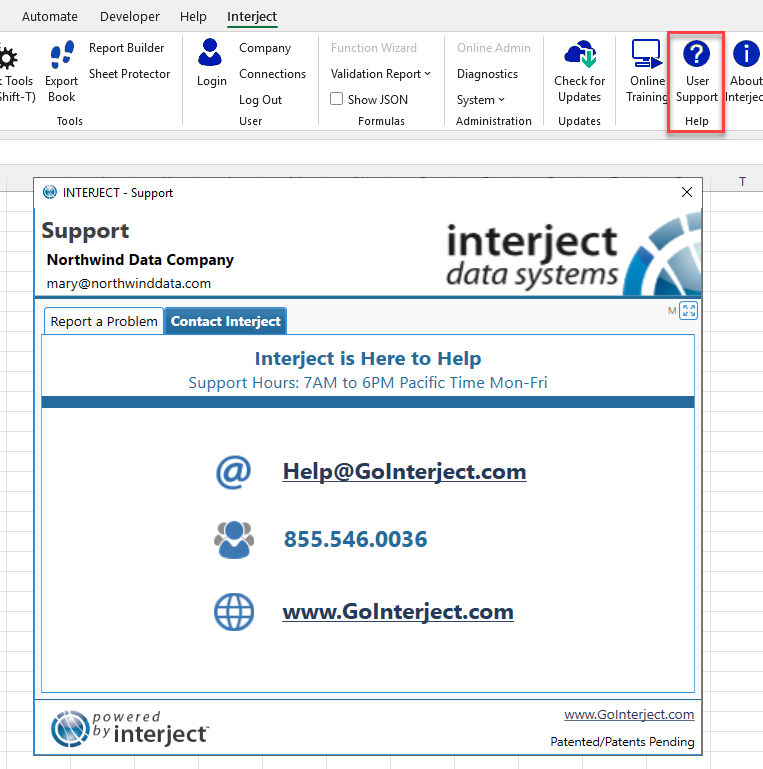 Automate Developer Help Interject
Report Builder
Sheet Protector
Tools
Shift-T)
Export
Book
Tools
Login
Company
Connections
Log Out
User
Function Wizard
Validation Report
Show JSON
Formulas
Online Admin
Diagnostics
System
Administration
Check for
Updates
Updates
Online
Training
User
Support
Help
About
Interjec
T
INTERJECT - Support
Support
Northwind Data Company
mary@northwinddata.com
interject
data systems
Report a Problem Contact Interject
M
Interject is Here to Help
Support Hours: 7AM to 6PM Pacific Time Mon-Fri
Help@GoInterject.com
855.546.0036
www.GoInterject.com
powered
by interject™
www.GoInterject.com
Patented/Patents Pending